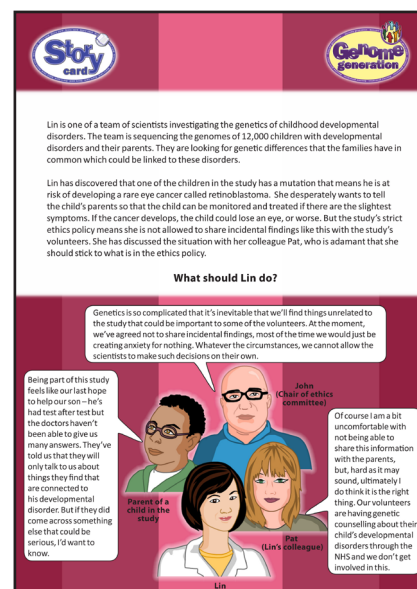 Story
card
Genome
generation
Lin is one of a team of scientists investigating the genetics of childhood developmental
disorders. The team is sequencing the genomes of 12,000 children with developmental
disorders and their parents. They are looking for genetic differences that the families have in
common which could be linked to these disorders.
Lin has discovered that one of the children in the study has a mutation that means he is at
risk of developing a rare eye cancer called retinoblastoma. She desperately wants to tell
the child's parents so that the child can be monitored and treated if there are the slightest
symptoms. If the cancer develops, the child could lose an eye, or worse. But the study's strict
ethics policy means she is not allowed to share incidental findings like this with the study's
volunteers. She has discussed the situation with her colleague Pat, who is adamant that she
should stick to what is in the ethics policy.
What should Lin do?
Genetics is so complicated that it's inevitable that we'll find things unrelated to
the study that could be important to some of the volunteers. At the moment,
we've agreed not to share incidental findings, most of the time we would just be
creating anxiety for nothing. Whatever the circumstances, we cannot allow the
scientists to make such decisions on their own.
John
(Chair of ethics
committee)
Being part of this study
feels like our last hope
to help our son – he's
had test after test but
the doctors haven't
been able to give us
many answers. They've
told us that they will
only talk to us about
things they find that
are connected to
his developmental
disorder. But if they did
come across something
else that could be
serious, I'd want to
know.
Parent of a
child in the
study
Of course I am a bit
uncomfortable with
not being able to
share this information
with the parents,
but, hard as it may
sound, ultimately I
do think it is the right
thing. Our volunteers
are having genetic
counselling about their
child's developmental
disorders through the
NHS and we don't get
involved in this.
Pat
(Lin's colleague)
Lin